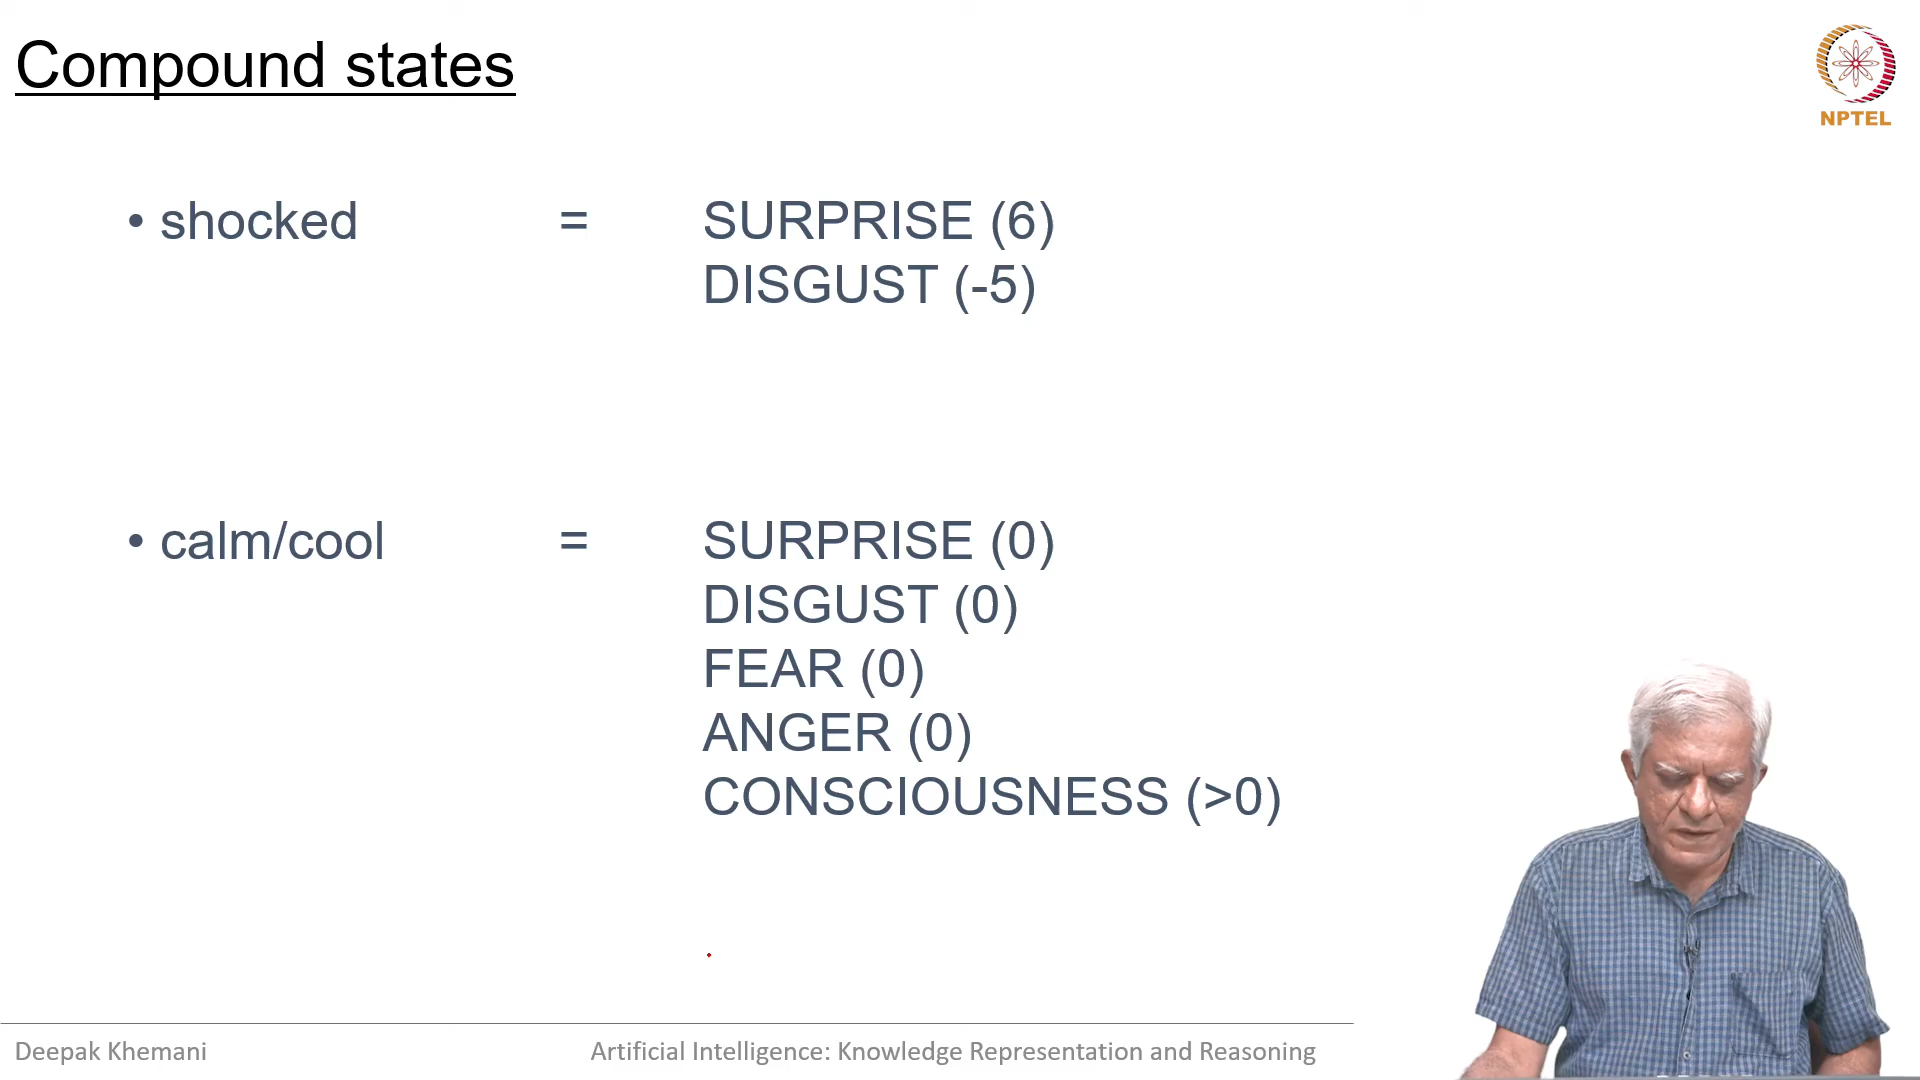 Compound states
NPTEL
• shocked = SURPRISE (6)
DISGUST (-5)
• calm/cool = SURPRISE (0)
DISGUST (0)
FEAR (0)
ANGER (0)
CONSCIOUSNESS (>0)
Deepak Khemani
Artificial Intelligence: Knowledge Representation and Reasoning